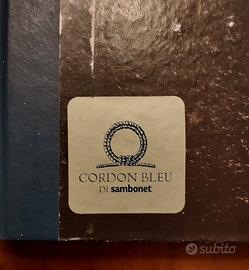 CORDON BLEU
DI sambonet
subito